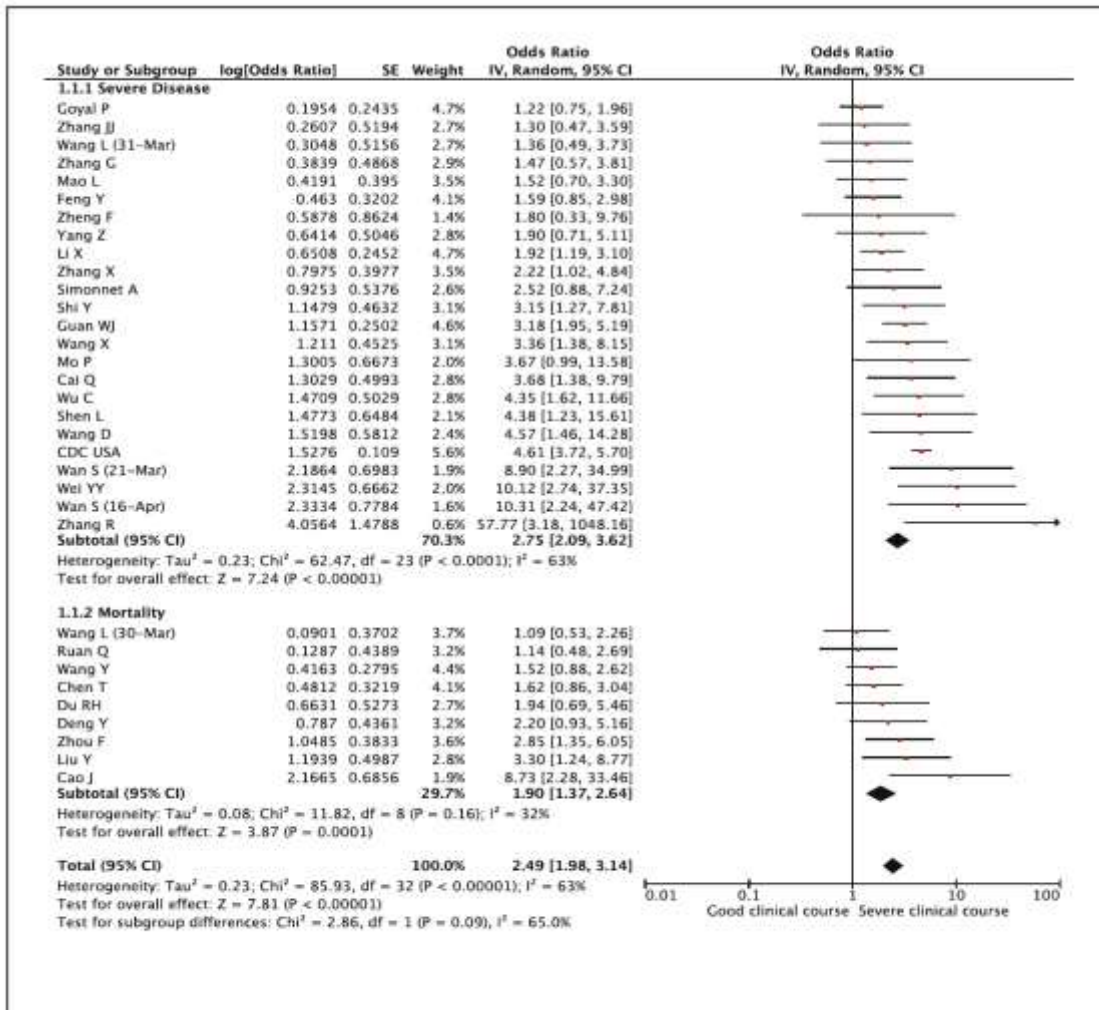 Odds Ratio Odds Ratio
Study or Subgroup log[Odds Ratio] SE Weight IV, Random, 95% CI IV, Random, 95% CI
1.1.1 Severe Disease
Goyal P 0.1954 0.2435 4.7% 1.22 [0.75, 1.96]
Zhang JJ 0.2607 0.5194 2.7% 1.30 [0.47, 3.59]
Wang L (31-Mar) 0.3048 0.5156 2.7% 1.36 [0.49, 3.73]
Zhang G 0.3839 0.4868 2.9% 1.47 [0.57, 3.81]
Mao L 0.4191 0.395 3.5% 1.52 [0.70, 3.30]
Feng Y 0.463 0.3202 4.1% 1.59 [0.85, 2.98]
Zheng F 0.5878 0.8624 1.4% 1.80 [0.33, 9.76]
Yang Z 0.6414 0.5046 2.8% 1.90 [0.71, 5.11]
Li X 0.6508 0.2452 4.7% 1.92 [1.19, 3.10]
Zhang X 0.7975 0.3977 3.5% 2.22 [1.02, 4.84]
Simonnet A 0.9253 0.5376 2.6% 2.52 [0.88, 7.24]
Shi Y 1.1479 0.4632 3.1% 3.15 [1.27, 7.81]
Guan WJ 1.1571 0.2502 4.6% 3.18 [1.95, 5.19]
Wang X 1.211 0.4525 3.1% 3.36 [1.38, 8.15]
Mo P 1.3005 0.6673 2.0% 3.67 [0.99, 13.58]
Cai Q 1.3029 0.4993 2.8% 3.68 [1.38, 9.79]
Wu C 1.4709 0.5029 2.8% 4.35 [1.62, 11.66]
Shen L 1.4773 0.6484 2.1% 4.38 [1.23, 15.61]
Wang D 1.5198 0.5812 2.4% 4.57 [1.46, 14.28]
CDC USA 1.5276 0.109 5.6% 4.61 [3.72, 5.70]
Wan S (21-Mar) 2.1864 0.6983 1.9% 8.90 [2.27, 34.99]
Wei YY 2.3145 0.6662 2.0% 10.12 [2.74, 37.35]
Wan S (16-Apr) 2.3334 0.7784 1.6% 10.31 [2.24, 47.42]
Zhang R 4.0564 1.4788 0.6% 57.77 [3.18, 1048.16]
Subtotal (95% CI) 70.3% 2.75 [2.09, 3.62]
Heterogeneity: Tau² = 0.23; Chi² = 62.47, df = 23 (P < 0.0001); I² = 63%
Test for overall effect: Z = 7.24 (P < 0.00001)
1.1.2 Mortality
Wang L (30-Mar) 0.0901 0.3702 3.7% 1.09 [0.53, 2.26]
Ruan Q 0.1287 0.4389 3.2% 1.14 [0.48, 2.69]
Wang Y 0.4163 0.2795 4.4% 1.52 [0.88, 2.62]
Chen T 0.4812 0.3219 4.1% 1.62 [0.86, 3.04]
Du RH 0.6631 0.5273 2.7% 1.94 [0.69, 5.46]
Deng Y 0.787 0.4361 3.2% 2.20 [0.93, 5.16]
Zhou F 1.0485 0.3833 3.6% 2.85 [1.35, 6.05]
Liu Y 1.1939 0.4987 2.8% 3.30 [1.24, 8.77]
Cao J 2.1665 0.6856 1.9% 8.73 [2.28, 33.46]
Subtotal (95% CI) 29.7% 1.90 [1.37, 2.64]
Heterogeneity: Tau² = 0.08; Chi² = 11.82, df = 8 (P = 0.16); I² = 32%
Test for overall effect: Z = 3.87 (P = 0.0001)
Total (95% CI) 100.0% 2.49 [1.98, 3.14]
Heterogeneity: Tau² = 0.23; Chi² = 85.93, df = 32 (P < 0.00001); I² = 63%
Test for overall effect: Z = 7.81 (P < 0.00001)
Test for subgroup differences: Chi² = 2.86, df = 1 (P = 0.09), I² = 65.0%
0.01 0.1 1 10 100
Good clinical course Severe clinical course